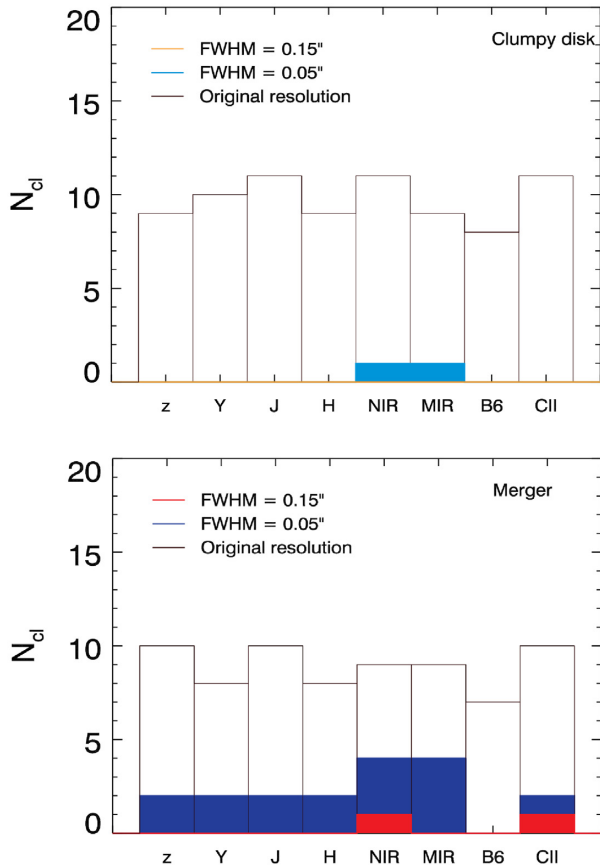 20
15
10
5
0
N_cl
FWHM = 0.15"
FWHM = 0.05"
Original resolution
Clumpy disk
z Y J H NIR MIR B6 CII
20
15
10
5
0
N_cl
FWHM = 0.15"
FWHM = 0.05"
Original resolution
Merger
z Y J H NIR MIR B6 CII